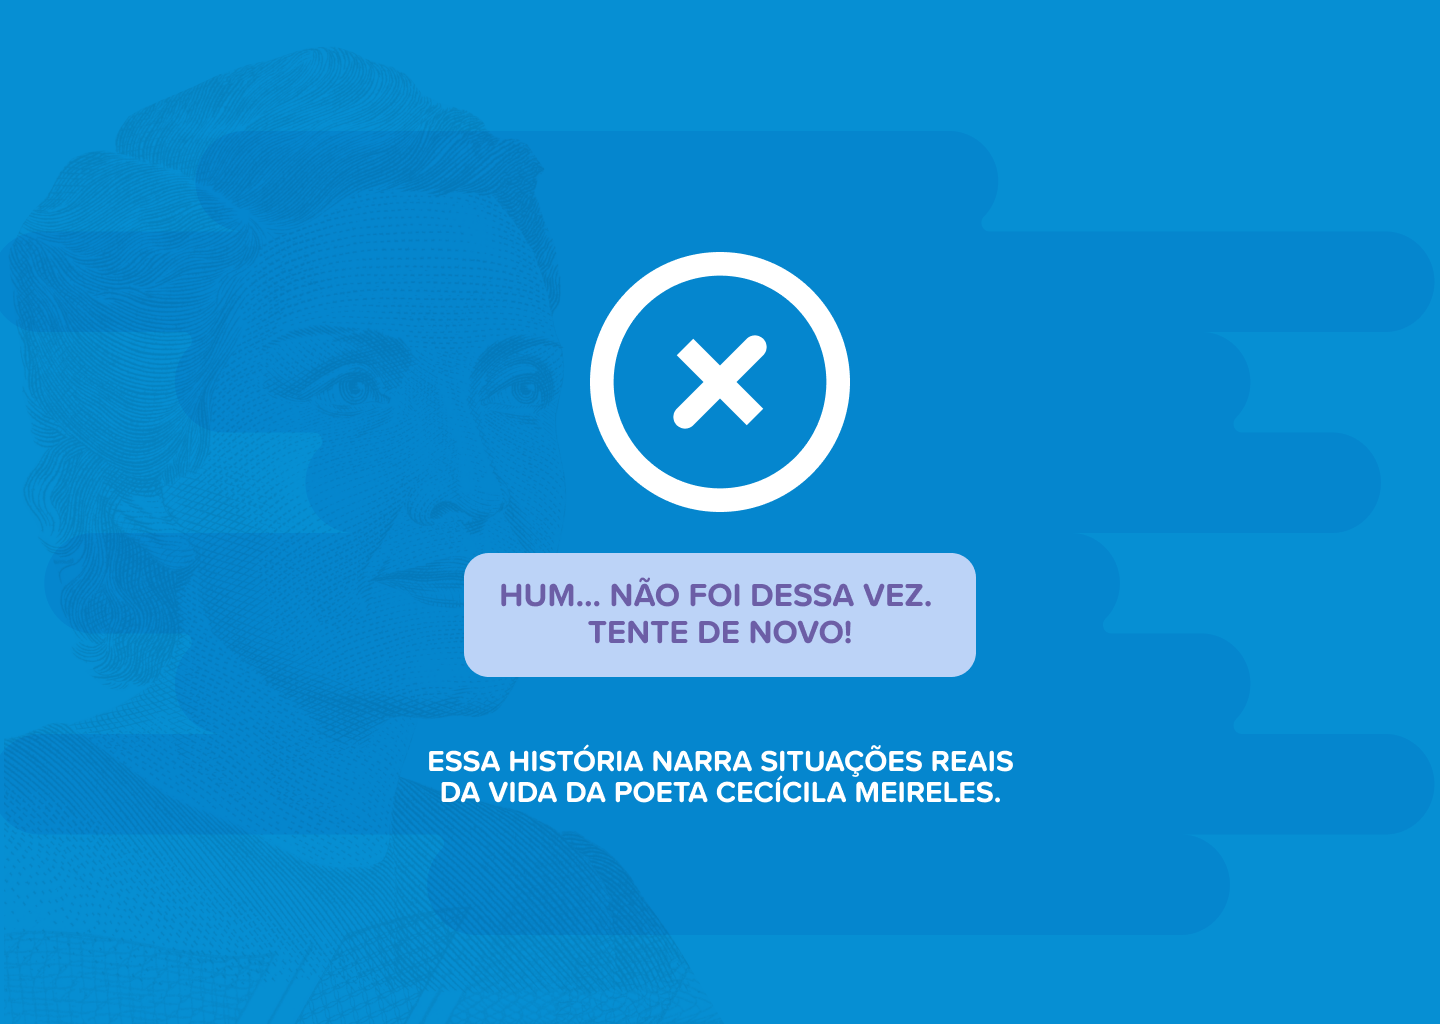 HUM... NÃO FOI DESSA VEZ.
TENTE DE NOVO!
ESSA HISTÓRIA NARRA SITUAÇÕES REAIS
DA VIDA DA POETA CECÍCILA MEIRELES.